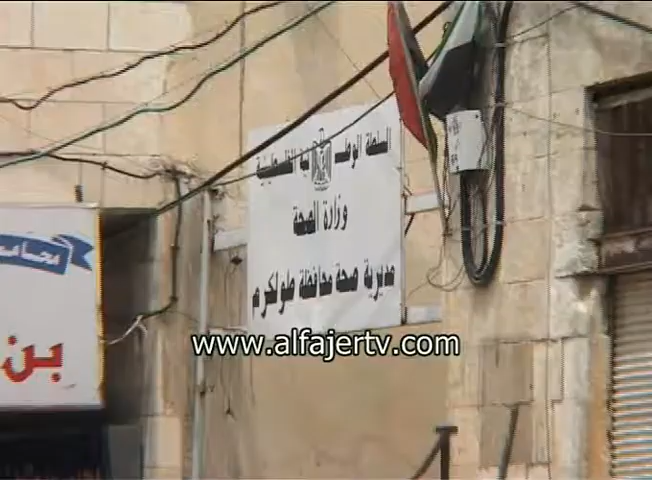 السلطة الوطنية الفلسطينية
وزارة الصحة
مديرية صحة محافظة طولكرم
بن
www.alfajertv.com